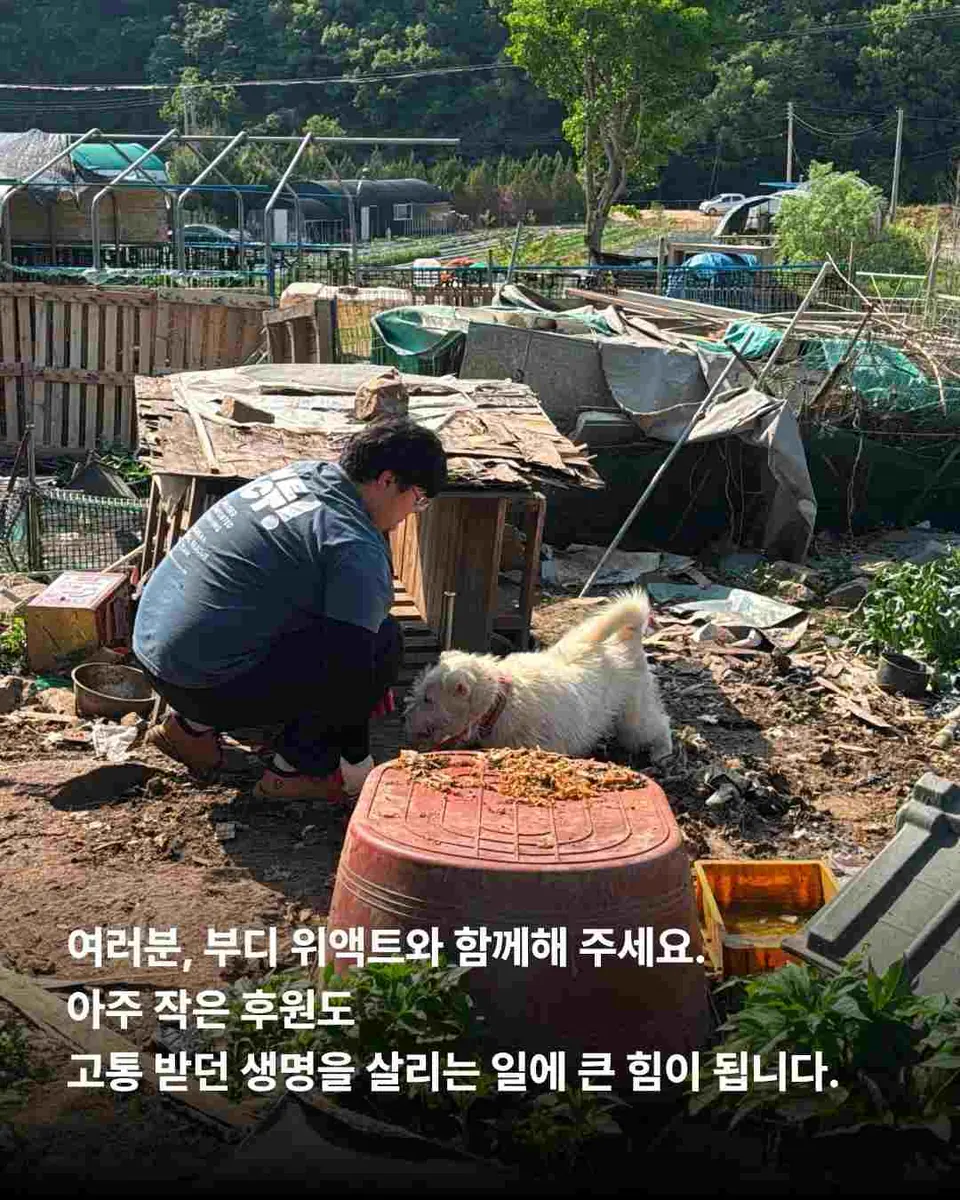 여러분, 부디 위액트와 함께해 주세요.
아주 작은 후원도
고통 받던 생명을 살리는 일에 큰 힘이 됩니다.